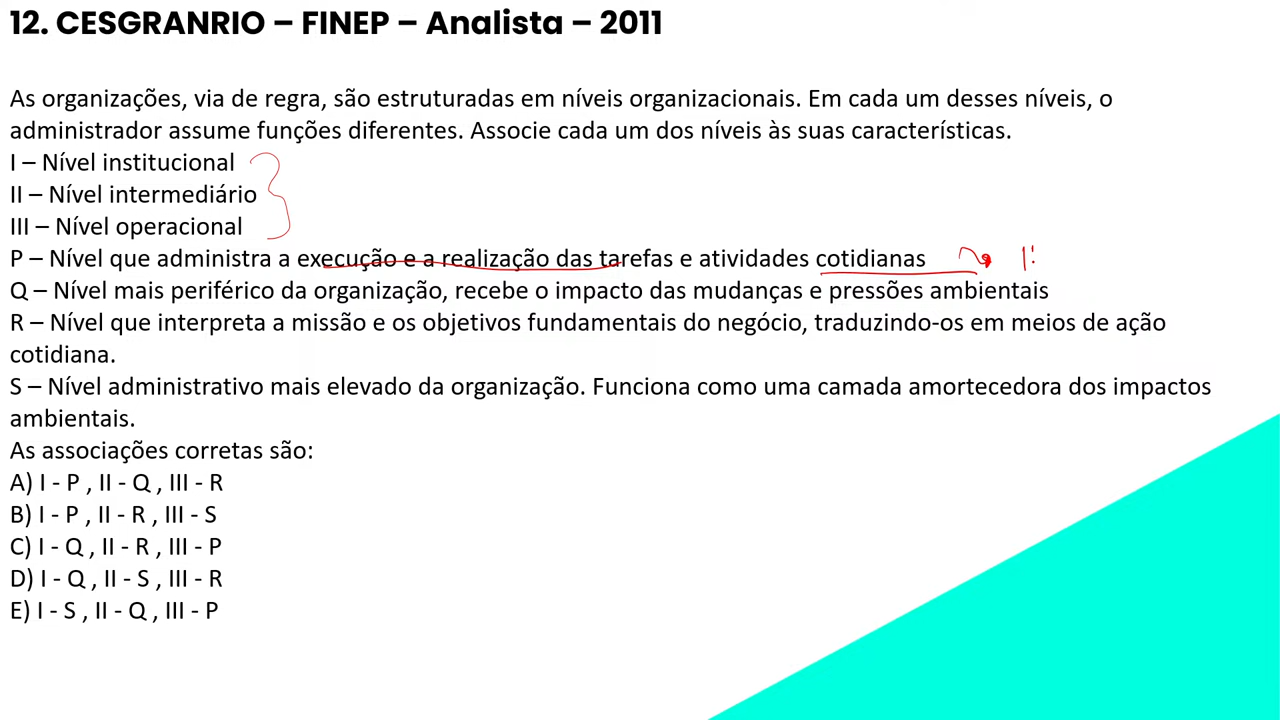 12. CESGRANRIO – FINEP – Analista – 2011
As organizações, via de regra, são estruturadas em níveis organizacionais. Em cada um desses níveis, o
administrador assume funções diferentes. Associe cada um dos níveis às suas características.
I – Nível institucional
II – Nível intermediário
III – Nível operacional
P – Nível que administra a execução e a realização das tarefas e atividades cotidianas
Q – Nível mais periférico da organização, recebe o impacto das mudanças e pressões ambientais
R – Nível que interpreta a missão e os objetivos fundamentais do negócio, traduzindo-os em meios de ação
cotidiana.
S – Nível administrativo mais elevado da organização. Funciona como uma camada amortecedora dos impactos
ambientais.
As associações corretas são:
A) I - P , II - Q , III - R
B) I - P , II - R , III - S
C) I - Q , II - R , III - P
D) I - Q , II - S , III - R
E) I - S , II - Q , III - P